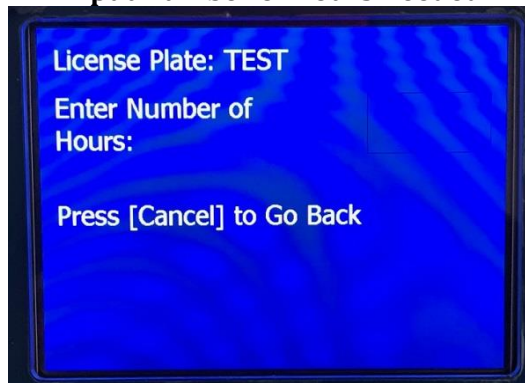 License Plate: TEST
Enter Number of
Hours:
Press [Cancel] to Go Back